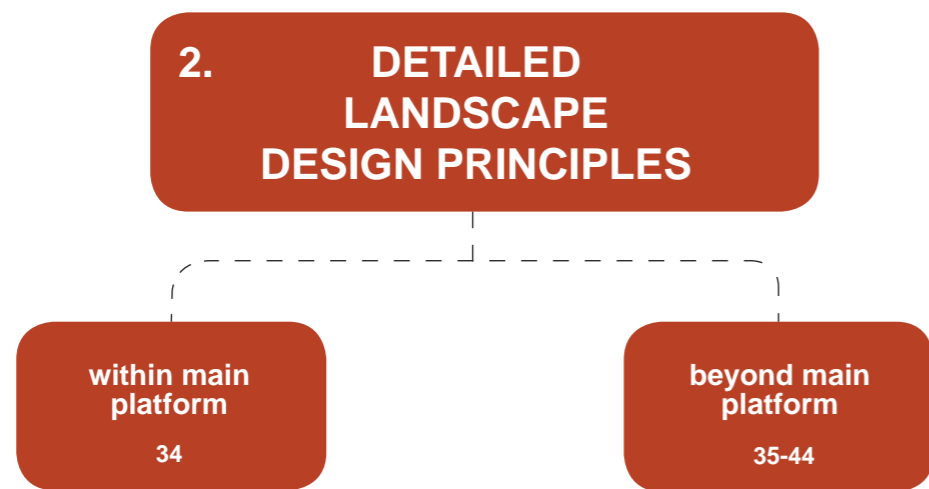 2. DETAILED
LANDSCAPE
DESIGN PRINCIPLES
within main
platform
34
beyond main
platform
35-44